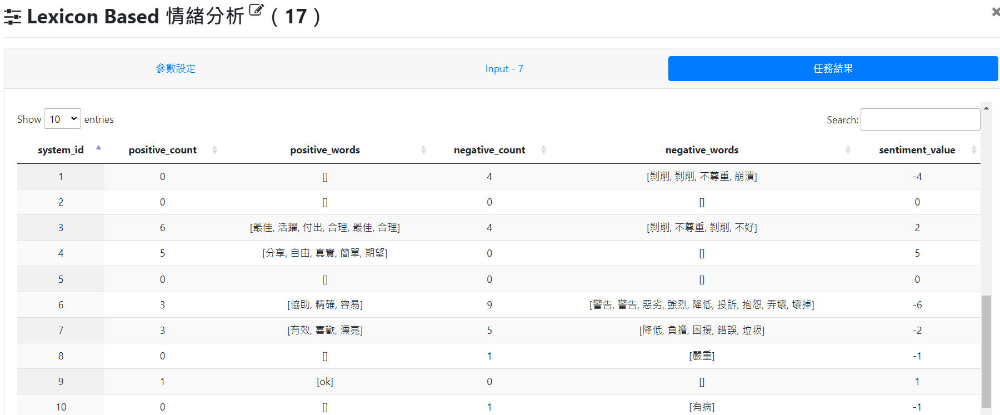 Lexicon Based 情緒分析 ( 17 )
參數設定 Input - 7 任務結果
Show 10 entries Search:
system_id positive_count positive_words negative_count negative_words sentiment_value
1 0 [] 4 [剝削, 剝削, 不尊重, 崩潰] -4
2 0 [] 0 [] 0
3 6 [最佳, 活躍, 付出, 合理, 最佳, 合理] 4 [剝削, 不尊重, 剝削, 不好] 2
4 5 [分享, 自由, 真實, 簡單, 期望] 0 [] 5
5 0 [] 0 [] 0
6 3 [協助, 精確, 容易] 9 [警告, 警告, 惡劣, 強烈, 降低, 投訴, 抱怨, 弄壞, 壞掉] -6
7 3 [有效, 喜歡, 漂亮] 5 [降低, 負擔, 困擾, 錯誤, 垃圾] -2
8 0 [] 1 [嚴重] -1
9 1 [ok] 0 [] 1
10 0 [] 1 [有病] -1